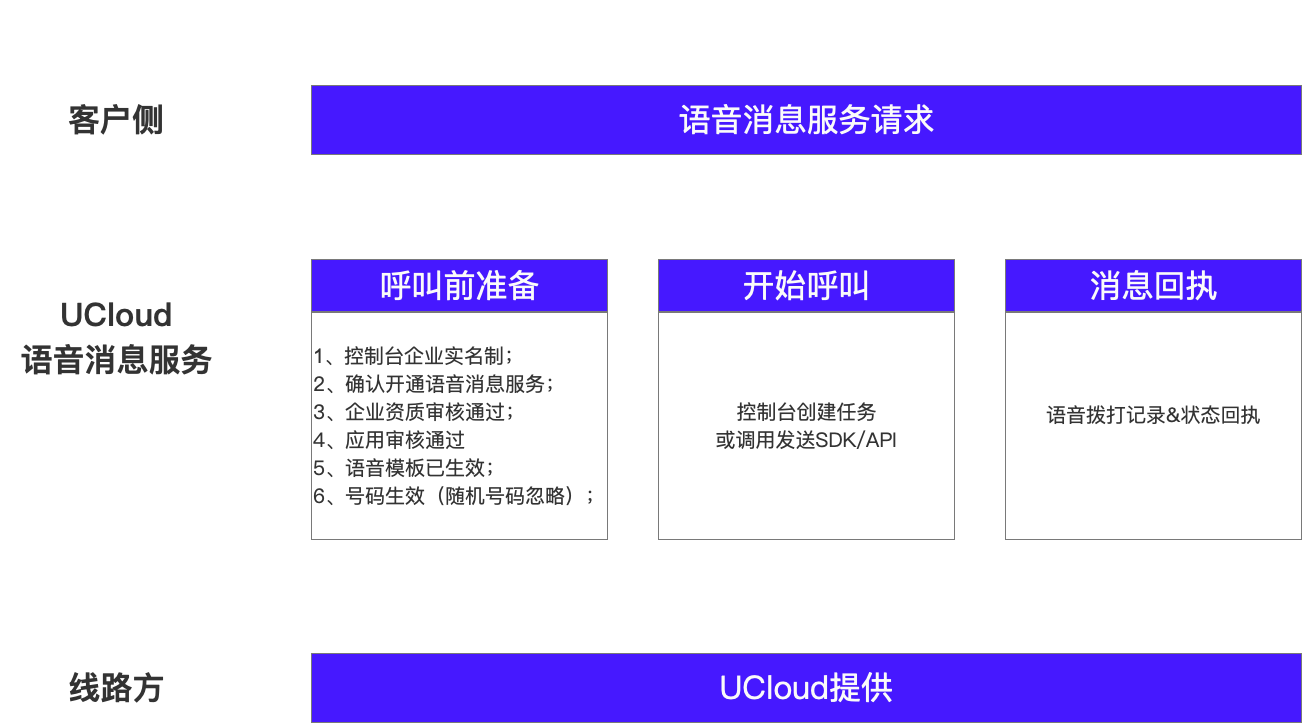 客户侧
语音消息服务请求
UCloud
语音消息服务
呼叫前准备
1、控制台企业实名制；
2、确认开通语音消息服务；
3、企业资质审核通过；
4、应用审核通过
5、语音模板已生效；
6、号码生效（随机号码忽略）；
开始呼叫
控制台创建任务
或调用发送SDK/API
消息回执
语音拨打记录&状态回执
线路方
UCloud提供